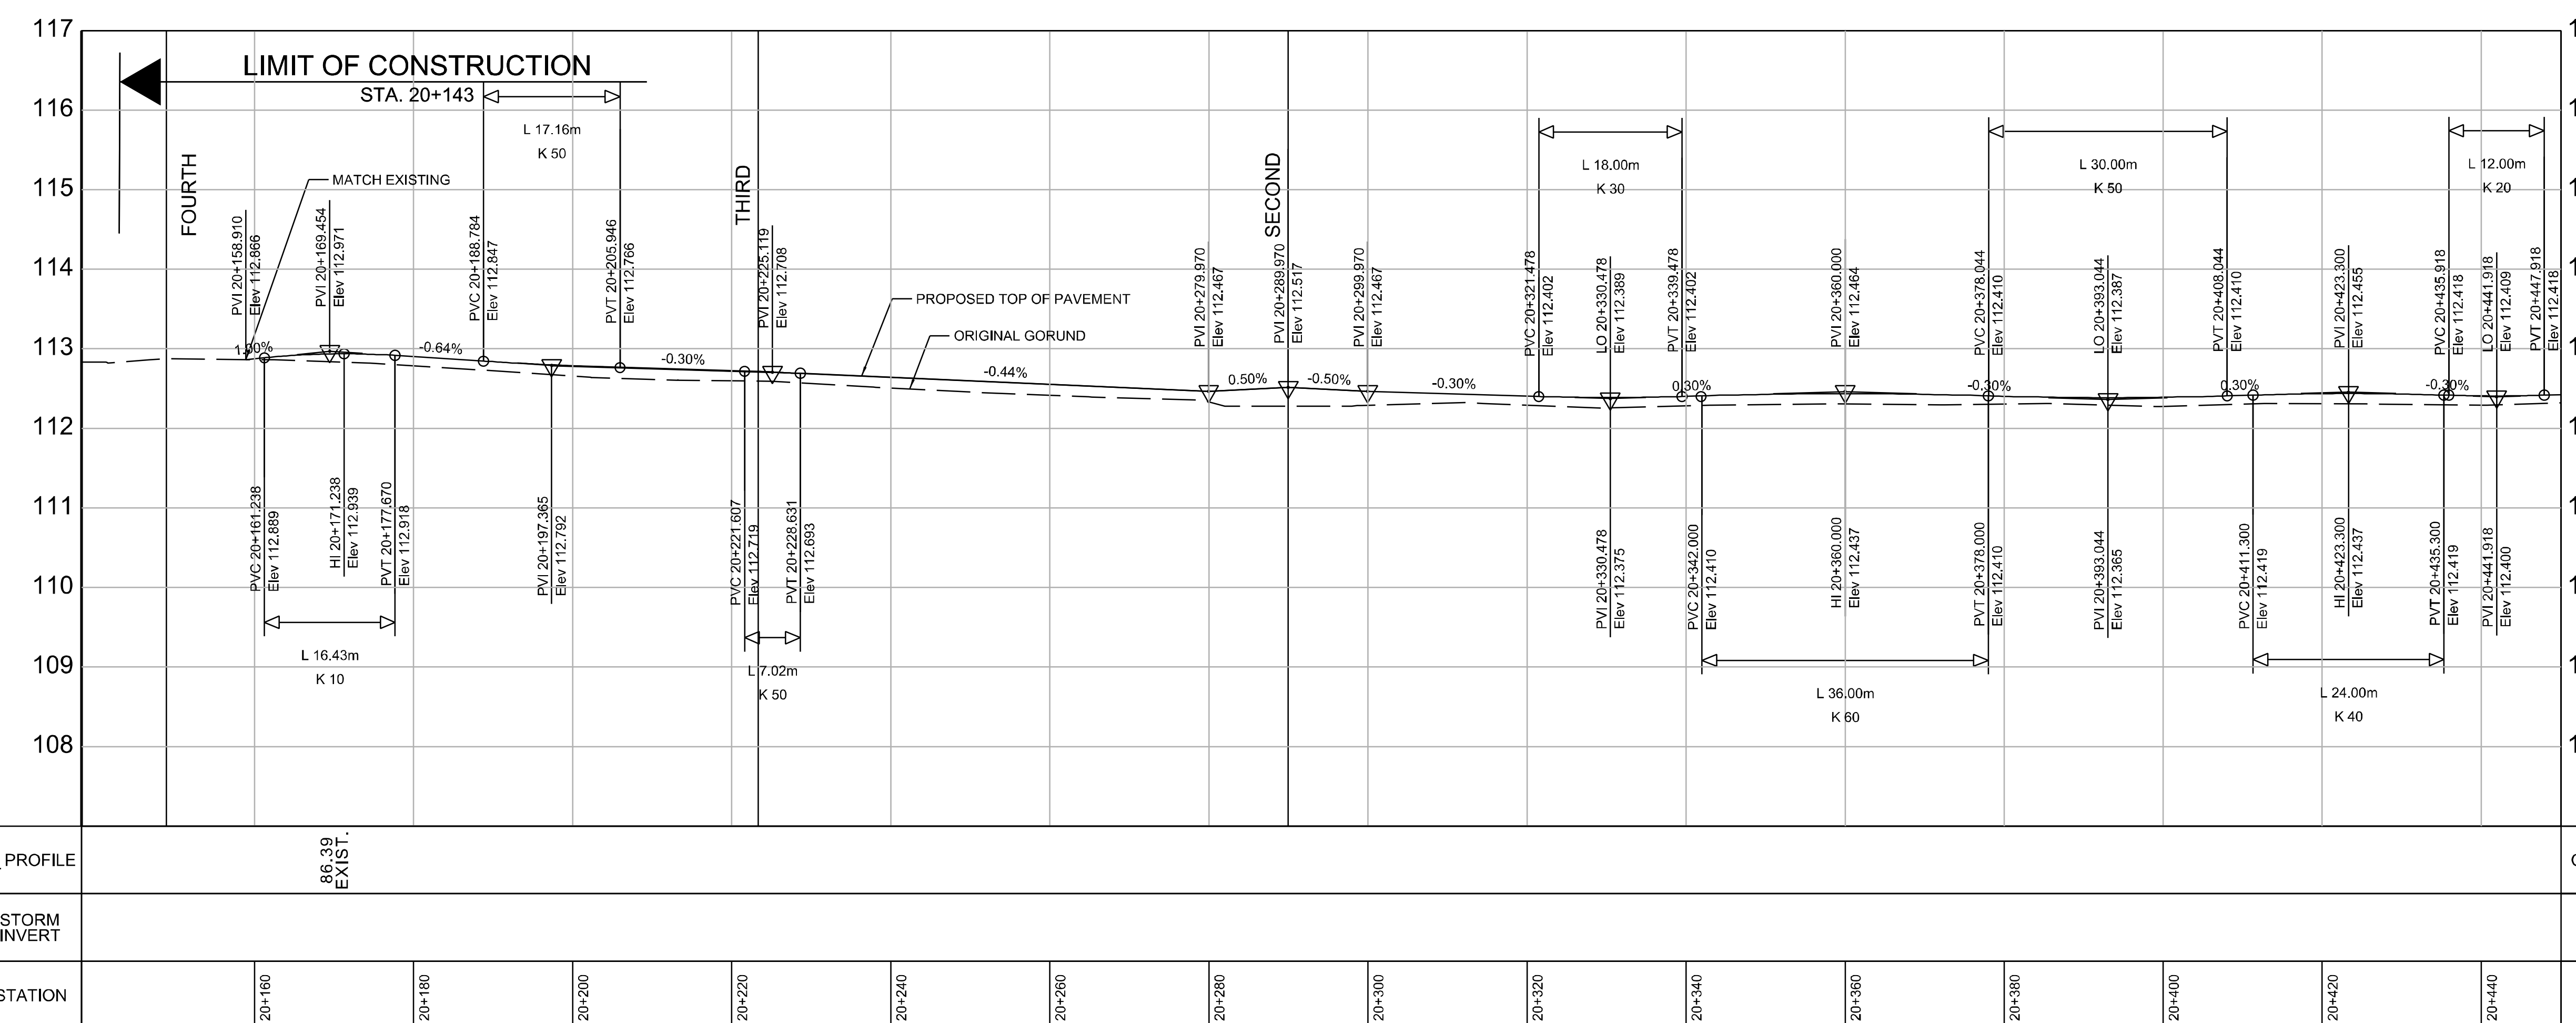 117
116
115
114
113
112
111
110
109
108
LIMIT OF CONSTRUCTION
STA. 20+143
FOURTH
MATCH EXISTING
PVI 20+158.910
Elev 112.866
PVI 20+169.454
Elev 112.971
L 17.16m
K 50
PVC 20+188.784
Elev 112.847
PVT 20+205.946
Elev 112.766
THIRD
PVI 20+225.119
Elev 112.708
PROPOSED TOP OF PAVEMENT
ORIGINAL GORUND
SECOND
PVI 20+279.970
Elev 112.467
PVI 20+289.970
Elev 112.517
PVI 20+299.970
Elev 112.467
L 18.00m
K 30
PVC 20+321.478
Elev 112.402
LO 20+330.478
Elev 112.389
PVT 20+339.478
Elev 112.402
PVI 20+360.000
Elev 112.464
L 30.00m
K 50
PVC 20+378.044
Elev 112.410
LO 20+393.044
Elev 112.387
PVT 20+408.044
Elev 112.410
PVI 20+423.300
Elev 112.455
L 12.00m
K 20
PVC 20+435.918
Elev 112.418
LO 20+441.918
Elev 112.409
PVT 20+447.918
Elev 112.418
1.00%
-0.64%
-0.30%
-0.44%
0.50%
-0.50%
-0.30%
0.30%
-0.30%
0.30%
-0.30%
PVC 20+161.238
Elev 112.889
HI 20+171.238
Elev 112.939
PVT 20+177.670
Elev 112.918
L 16.43m
K 10
PVI 20+197.365
Elev 112.792
PVC 20+221.607
Elev 112.719
PVT 20+228.631
Elev 112.693
L 7.02m
K 50
PVI 20+330.478
Elev 112.375
PVC 20+342.000
Elev 112.410
HI 20+360.000
Elev 112.437
PVT 20+378.000
Elev 112.410
L 36.00m
K 60
PVI 20+393.044
Elev 112.365
PVC 20+411.300
Elev 112.419
HI 20+423.300
Elev 112.437
PVT 20+435.300
Elev 112.419
L 24.00m
K 40
PVI 20+441.918
Elev 112.400
PROFILE
86.39
EXIST.
STORM
INVERT
STATION
20+160
20+180
20+200
20+220
20+240
20+260
20+280
20+300
20+320
20+340
20+360
20+380
20+400
20+420
20+440